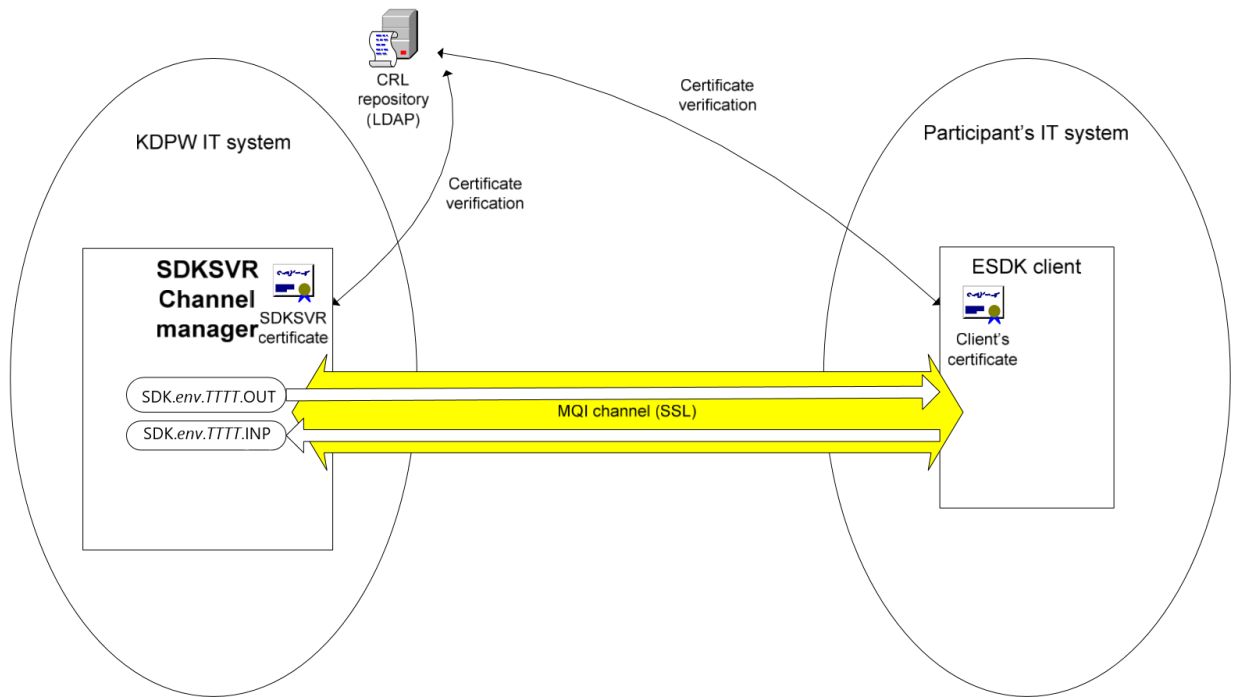 CRL
repository
(LDAP)
Certificate
verification
KDPW IT system
Participant's IT system
Certificate
verification
SDKSVR
Channel
manager
SDKSVR
certificate
ESDK client
Client's
certificate
SDK.env.TTTT.OUT
MQI channel (SSL)
SDK.env.TTTT.INP